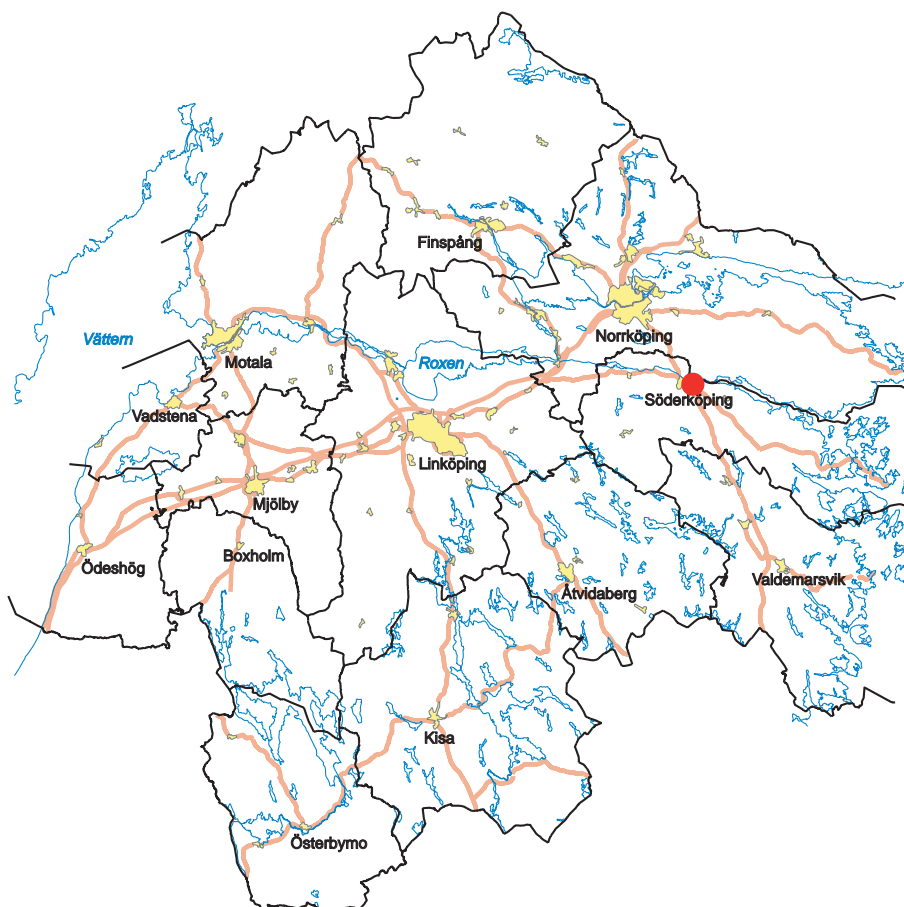 Finspång
Norrköping
Vättern
Motala
Roxen
Söderköping
Vadstena
Linköping
Mjölby
Boxholm
Ödeshög
Åtvidaberg
Valdemarsvik
Kisa
Österbymo